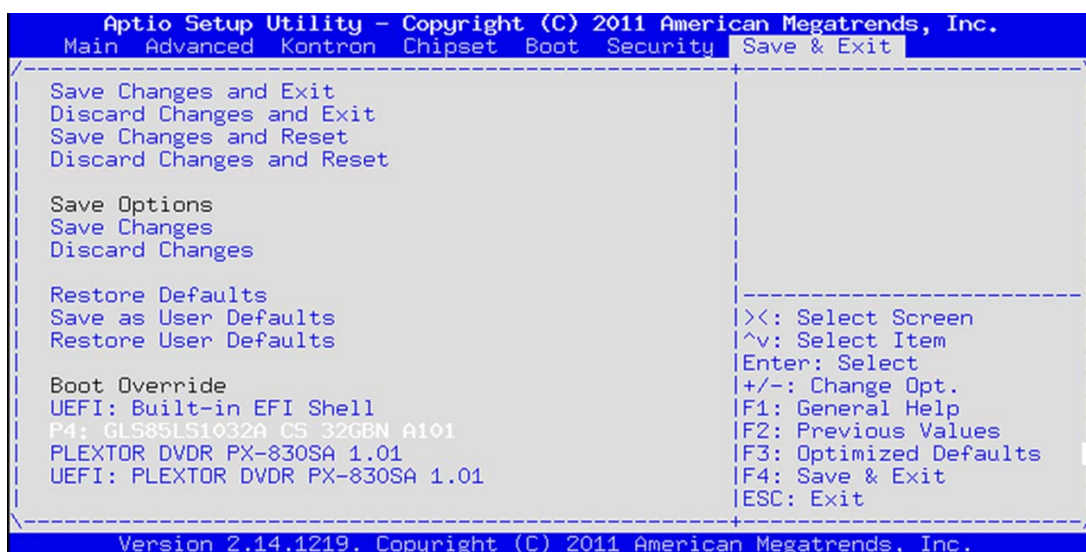 Aptio Setup Utility – Copyright (C) 2011 American Megatrends, Inc.
Main Advanced Kontron Chipset Boot Security Save & Exit
Save Changes and Exit
Discard Changes and Exit
Save Changes and Reset
Discard Changes and Reset
Save Options
Save Changes
Discard Changes
Restore Defaults
Save as User Defaults
Restore User Defaults
Boot Override
UEFI: Built-in EFI Shell
P4: GLS85LS1032A CS 32GBN A101
PLEXTOR DVDR PX-830SA 1.01
UEFI: PLEXTOR DVDR PX-830SA 1.01
><: Select Screen
^v: Select Item
Enter: Select
+/-: Change Opt.
F1: General Help
F2: Previous Values
F3: Optimized Defaults
F4: Save & Exit
ESC: Exit
Version 2.14.1219. Copyright (C) 2011 American Megatrends, Inc.